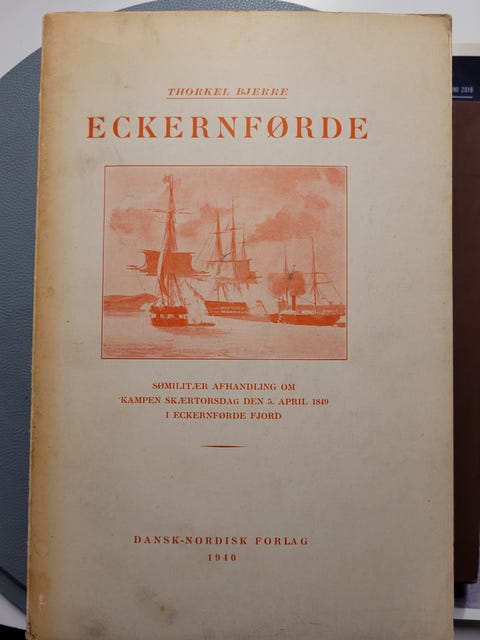 THORKEL BJERRE
ECKERNFØRDE
SØMILITÆR AFHANDLING OM
KAMPEN SKÆRTORSDAG DEN 5. APRIL 1849
I ECKERNFØRDE FJORD
DANSK-NORDISK FORLAG
1940